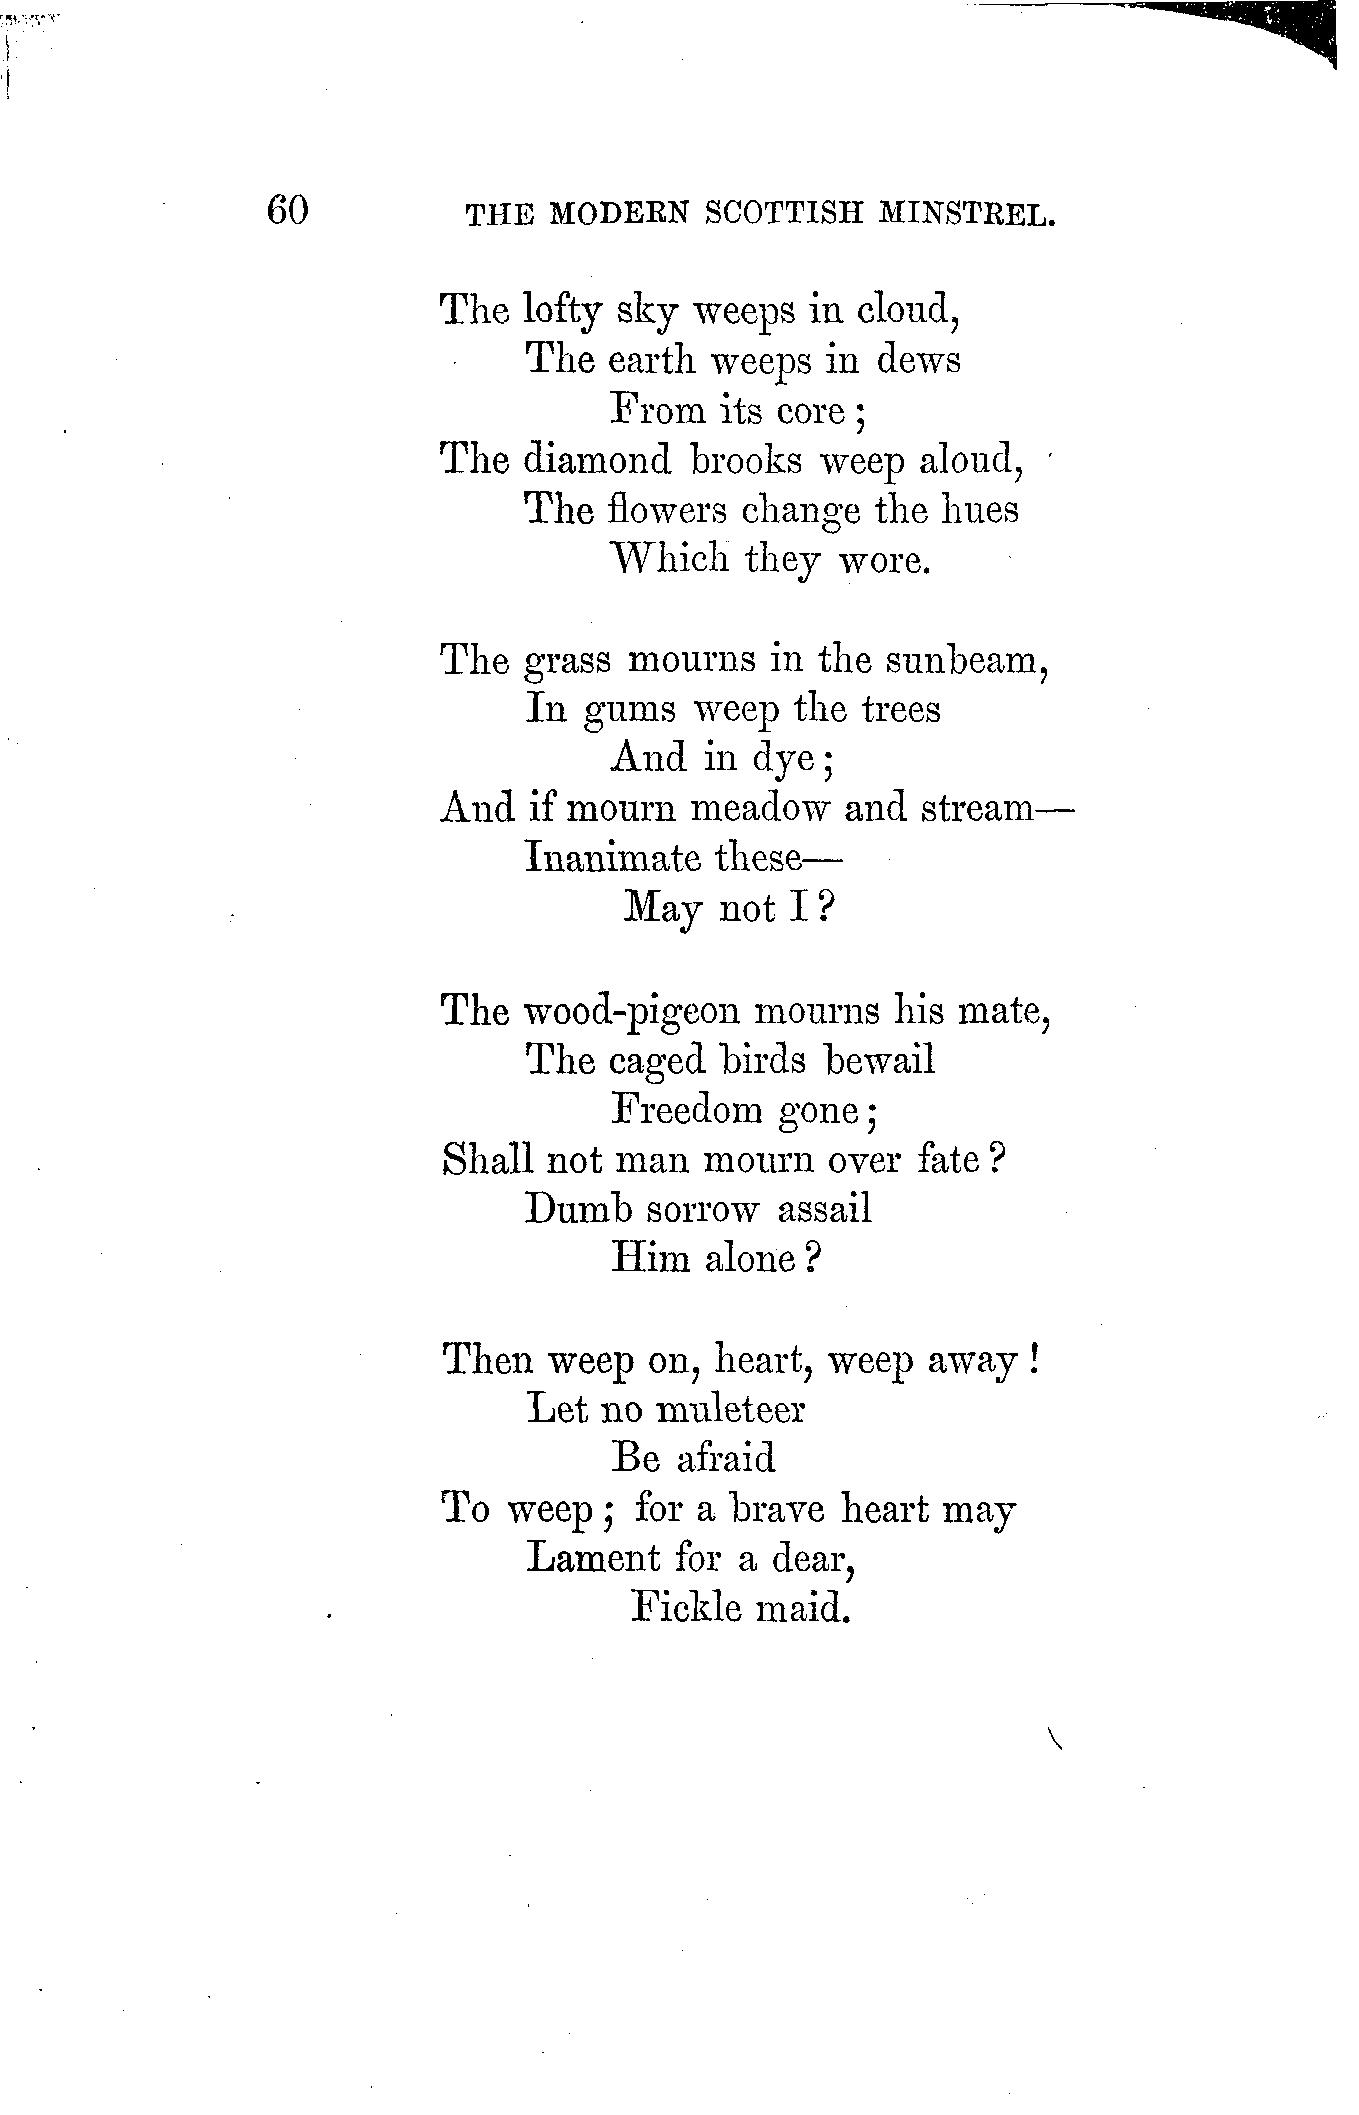 60 THE MODERN SCOTTISH MINSTREL.
The lofty sky weeps in cloud,
The earth weeps in dews
From its core;
The diamond brooks weep aloud,
The flowers change the hues
Which they wore.
The grass mourns in the sunbeam,
In gums weep the trees
And in dye;
And if mourn meadow and stream—
Inanimate these—
May not I?
The wood-pigeon mourns his mate,
The caged birds bewail
Freedom gone;
Shall not man mourn over fate?
Dumb sorrow assail
Him alone?
Then weep on, heart, weep away!
Let no muleteer
Be afraid
To weep; for a brave heart may
Lament for a dear,
Fickle maid.